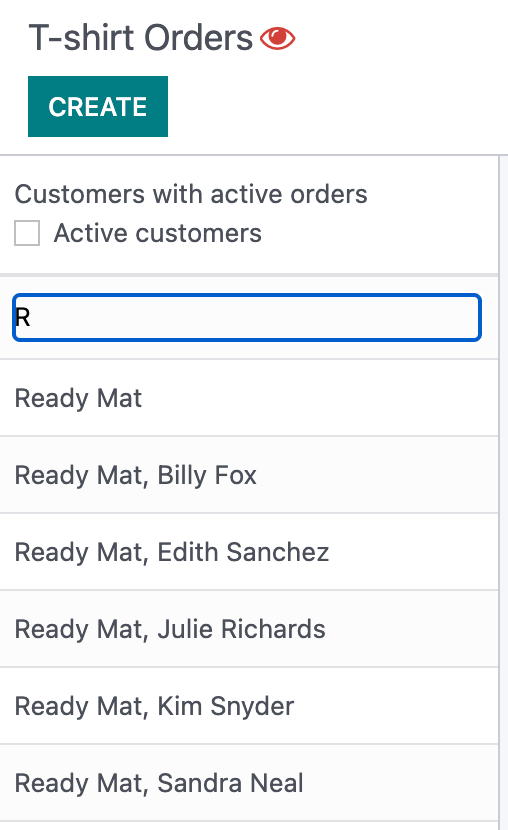 T-shirt Orders
CREATE
Customers with active orders
Active customers
R
Ready Mat
Ready Mat, Billy Fox
Ready Mat, Edith Sanchez
Ready Mat, Julie Richards
Ready Mat, Kim Snyder
Ready Mat, Sandra Neal